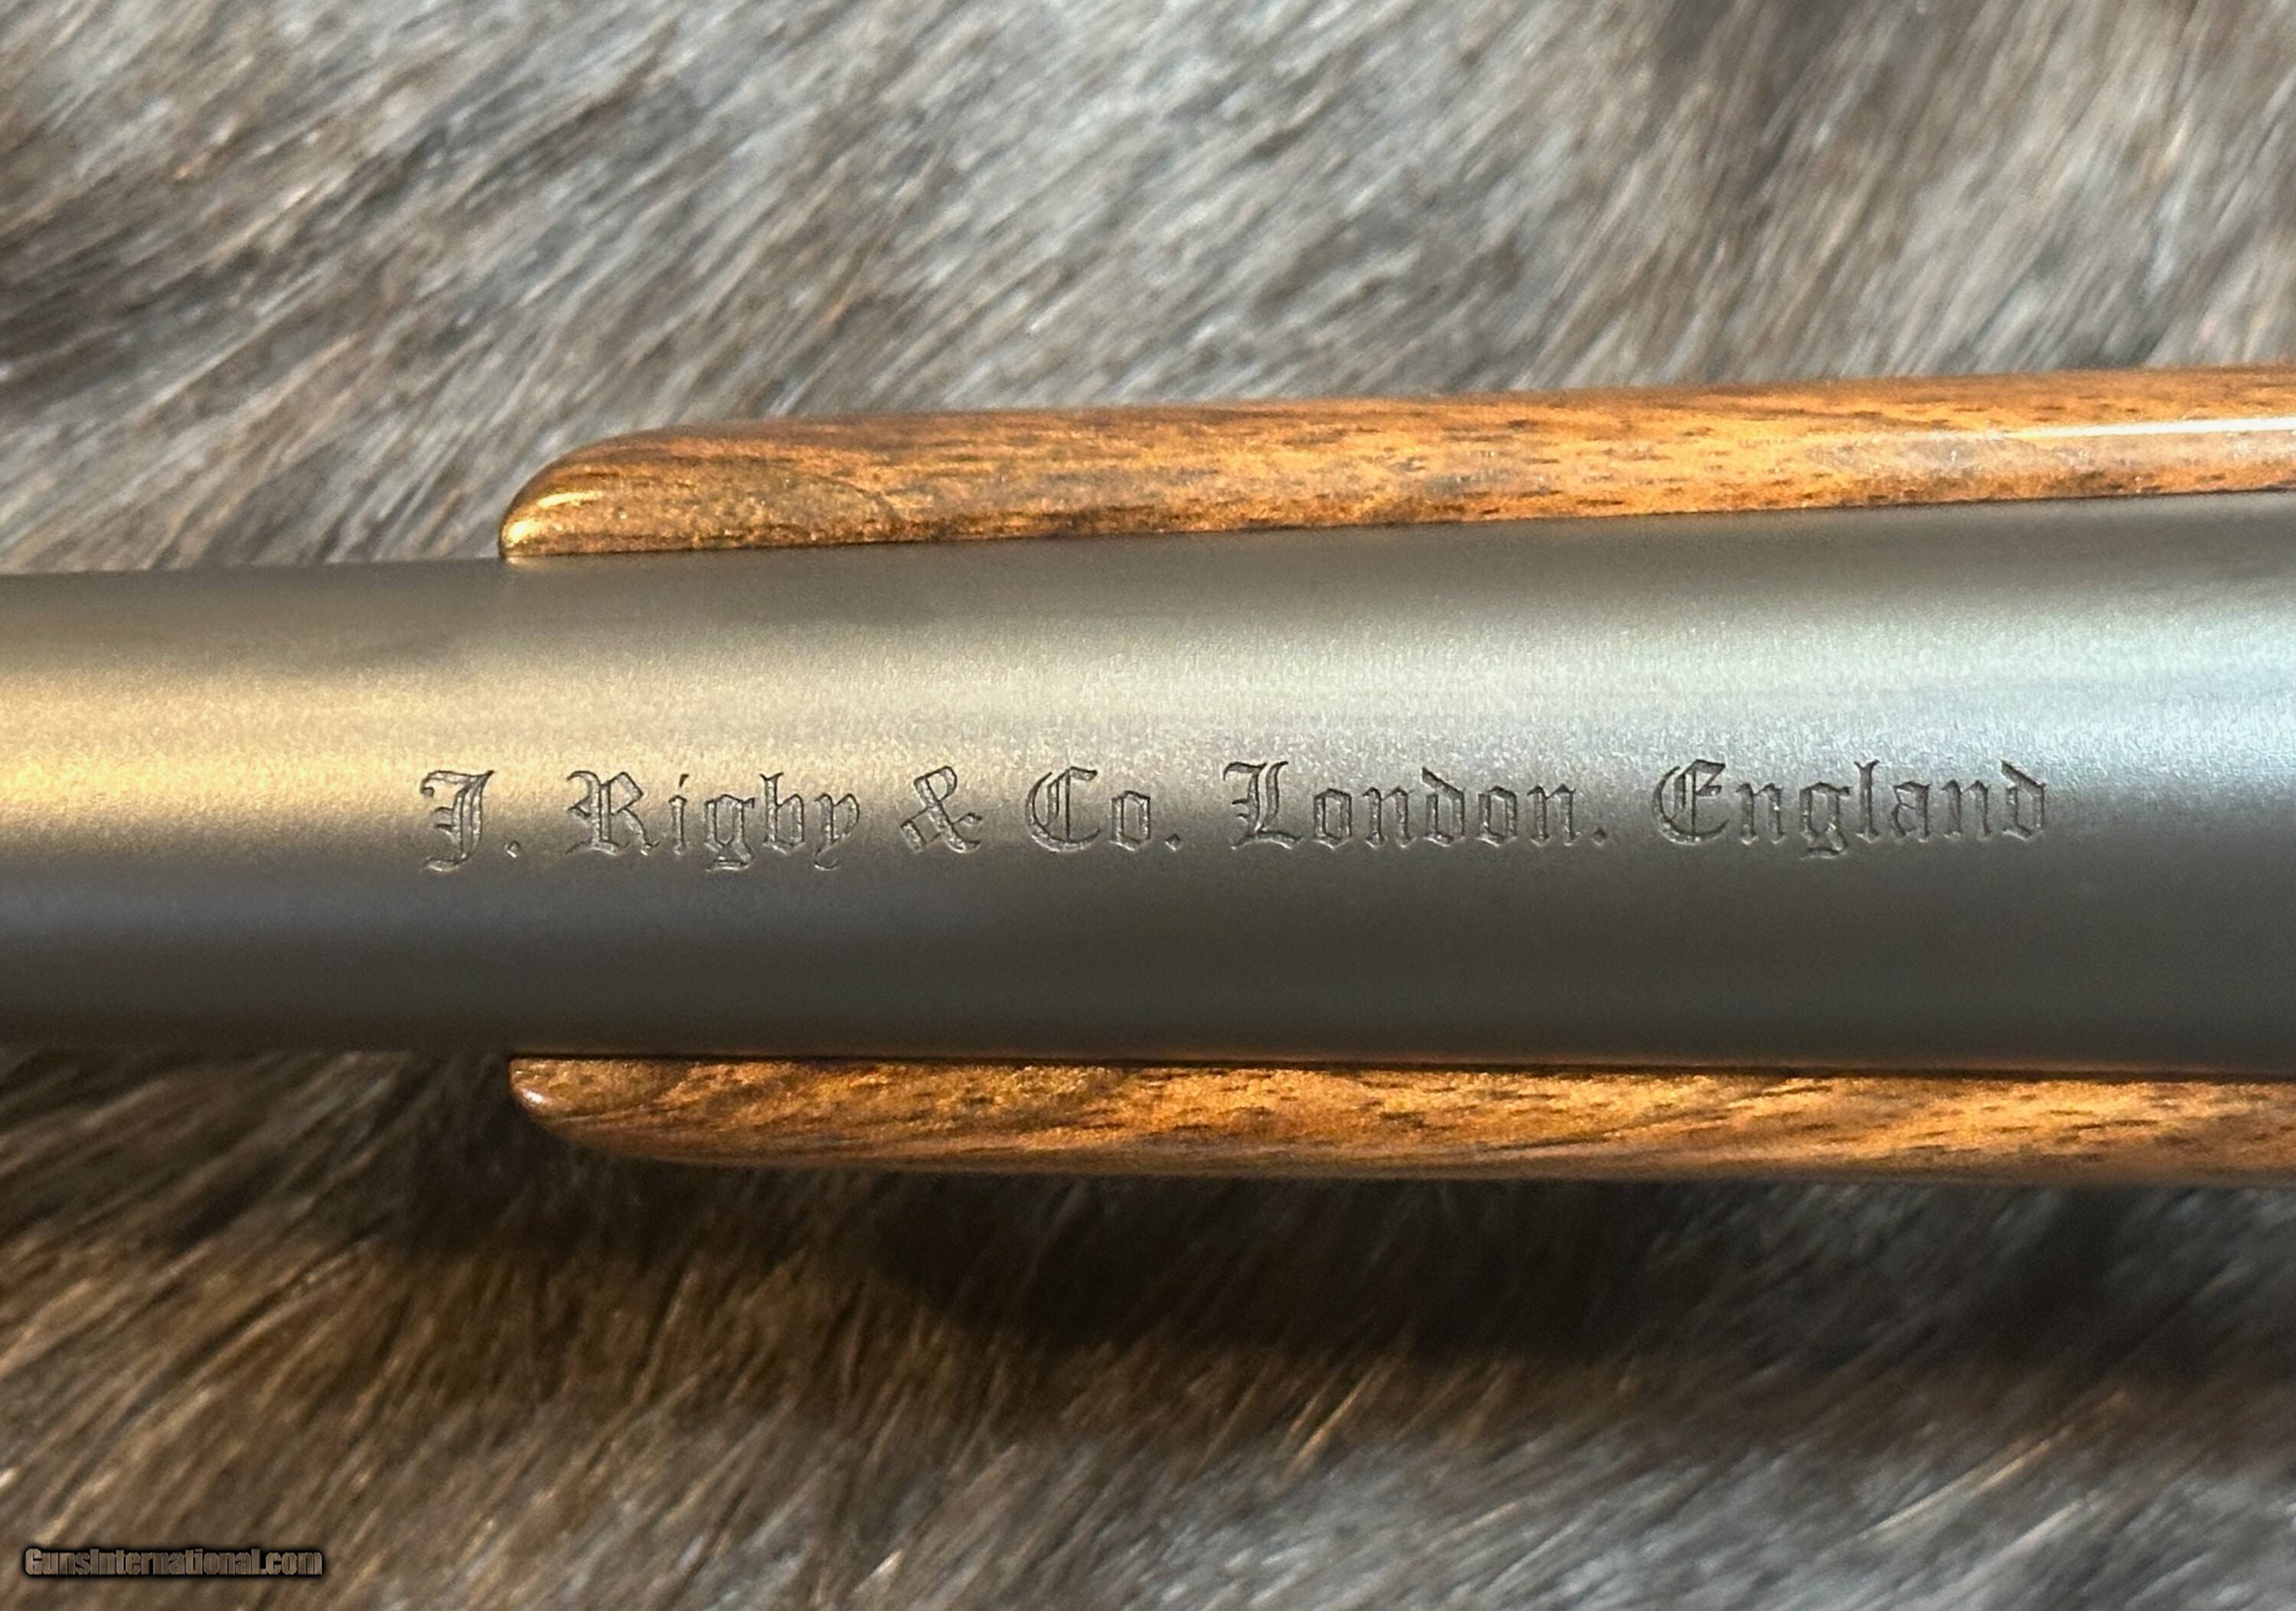 J. Rigby & Co. London. England
GunsInternational.com